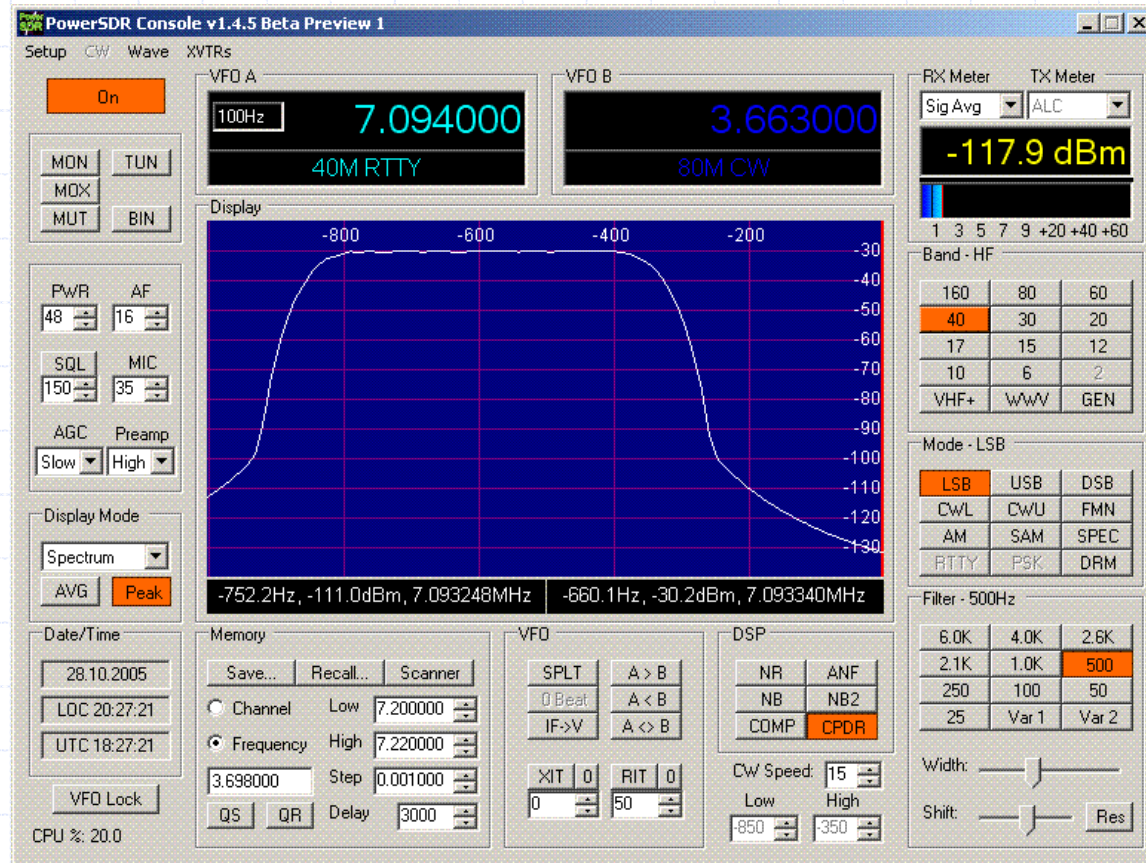 PowerSDR Console v1.4.5 Beta Preview 1
Setup CW Wave XVTRs
On
MON TUN
MOX
MUT BIN
VFO A
100Hz 7.094000
40M RTTY
VFO B
3.663000
80M CW
RX Meter TX Meter
Sig Avg ALC
-117.9 dBm
1 3 5 7 9 +20 +40 +60
PWR AF
48 16
SQL MIC
150 35
AGC Preamp
Slow High
Display
-800 -600 -400 -200
-30
-40
-50
-60
-70
-80
-90
-100
-110
-120
-130
-752.2Hz, -111.0dBm, 7.093248MHz -660.1Hz, -30.2dBm, 7.093340MHz
Band - HF
160 80 60
40 30 20
17 15 12
10 6 2
VHF+ WWV GEN
Mode - LSB
LSB USB DSB
CWL CWU FMN
AM SAM SPEC
RTTY PSK DRM
Display Mode
Spectrum
AVG Peak
Date/Time
28.10.2005
LOC 20:27:21
UTC 18:27:21
VFO Lock
CPU %: 20.0
Memory
Save... Recall... Scanner
Channel Low 7.200000
Frequency High 7.220000
3.698000 Step 0.001000
QS QR Delay 3000
VFO
SPLT A > B
0 Beat A < B
IF->V A <> B
XIT 0 RIT 0
0 50
DSP
NR ANF
NB NB2
COMP CPDR
CW Speed: 15
Low High
-850 -350
Filter - 500Hz
6.0K 4.0K 2.6K
2.1K 1.0K 500
250 100 50
25 Var 1 Var 2
Width:
Shift: Res